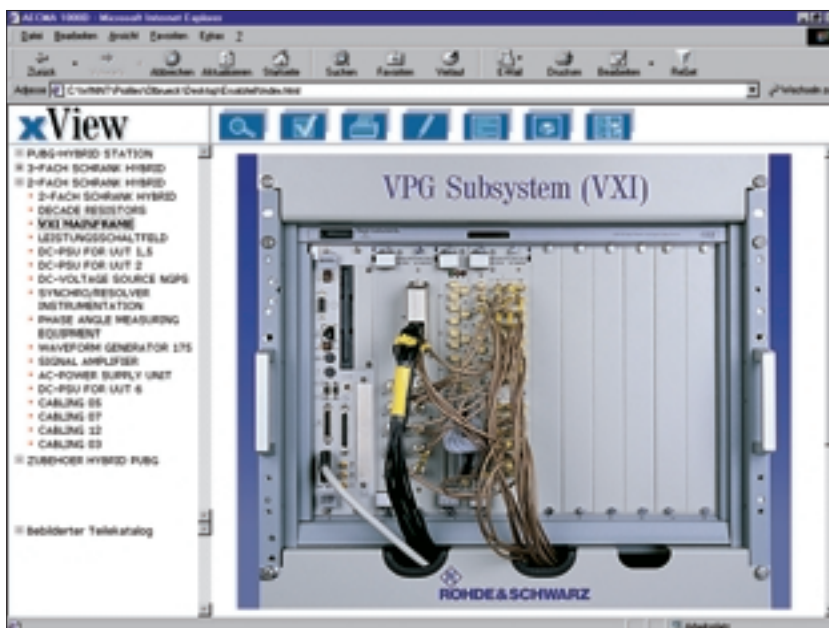 AECMA 1000D - Microsoft Internet Explorer
Datei Bearbeiten Ansicht Favoriten Extras ?
Zurück Abbrechen Aktualisieren Startseite Suchen Favoriten Verlauf E-Mail Drucken Bearbeiten
Adresse
Wechseln
xView
PUBG-HYBRID STATION
3-FACH SCHRANK HYBRID
2-FACH SCHRANK HYBRID
2-FACH SCHRANK HYBRID
DECADE RESISTORS
VXI MAINFRAME
LEISTUNGSSCHALTFELD
DC-PSU FOR UUT 1,5
DC-PSU FOR UUT 2
DC-VOLTAGE SOURCE NGPS
SYNCHRO/RESOLVER
INSTRUMENTATION
PHASE ANGLE MEASURING
EQUIPMENT
WAVEFORM GENERATOR 175
SIGNAL AMPLIFIER
AC-POWER SUPPLY UNIT
DC-PSU FOR UUT 6
CABLING 05
CABLING 07
CABLING 12
CABLING 03
ZUBEHOER HYBRID PUBG
Bebilderter Teilekatalog
VPG Subsystem (VXI)
ROHDE & SCHWARZ
Arbeitsplatz